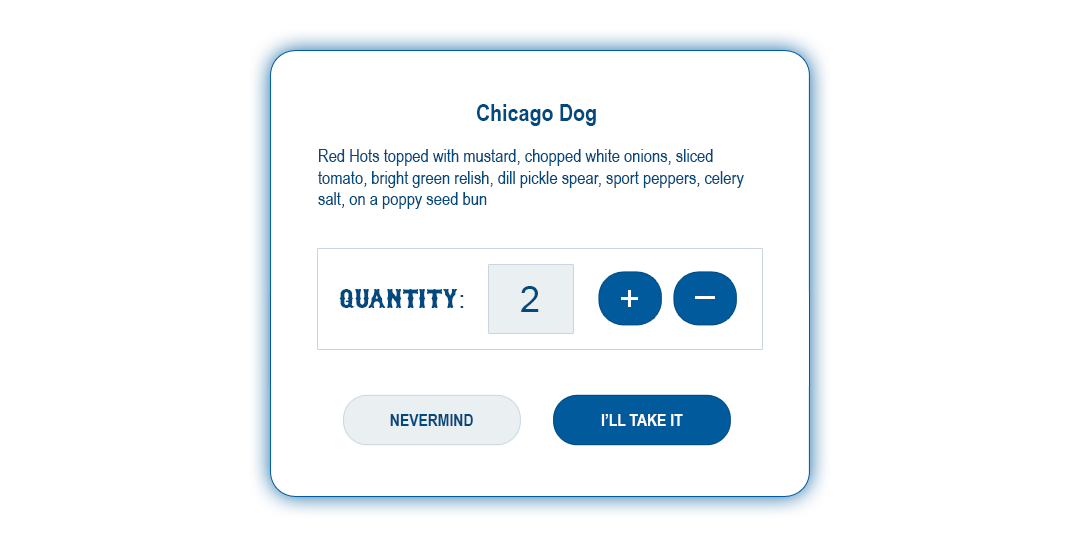 Chicago Dog
Red Hots topped with mustard, chopped white onions, sliced
tomato, bright green relish, dill pickle spear, sport peppers, celery
salt, on a poppy seed bun
QUANTITY: 2 + −
NEVERMIND I’LL TAKE IT